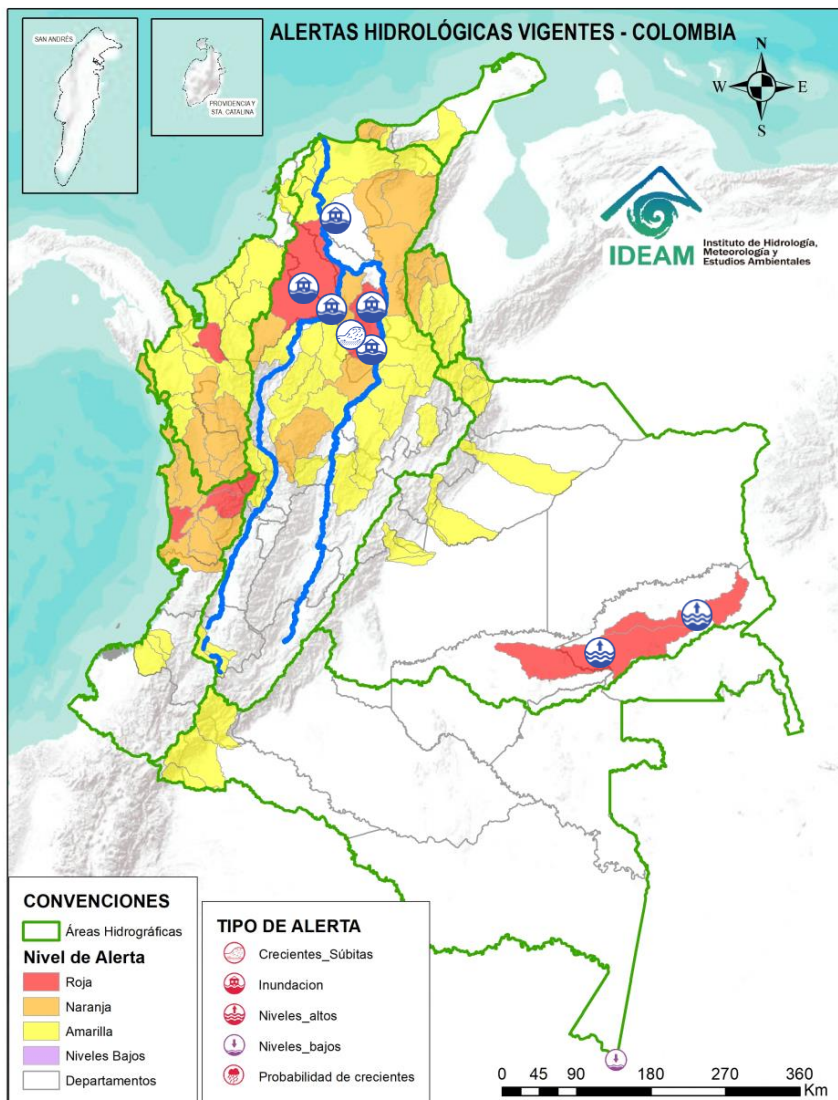 ALERTAS HIDROLÓGICAS VIGENTES - COLOMBIA
SAN ANDRÉS
PROVIDENCIA Y
STA. CATALINA
N
W
E
S
IDEAM
Instituto de Hidrología,
Meteorología y
Estudios Ambientales
CONVENCIONES
Áreas Hidrográficas
Nivel de Alerta
Roja
Naranja
Amarilla
Niveles Bajos
Departamentos
TIPO DE ALERTA
Crecientes_Súbitas
Inundacion
Niveles_altos
Niveles_bajos
Probabilidad de crecientes
0 45 90 180 270 360
Km